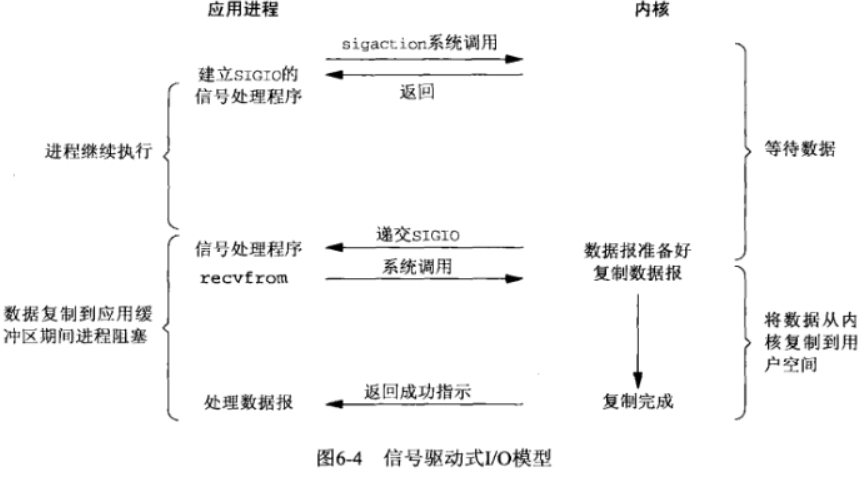 应用进程
内核
sigaction系统调用
建立SIGIO的
信号处理程序
返回
进程继续执行
等待数据
递交SIGIO
信号处理程序
数据报准备好
系统调用
recvfrom
复制数据报
数据复制到应用缓
冲区期间进程阻塞
将数据从内
核复制到用
户空间
返回成功指示
处理数据报
复制完成
图6-4 信号驱动式I/O模型